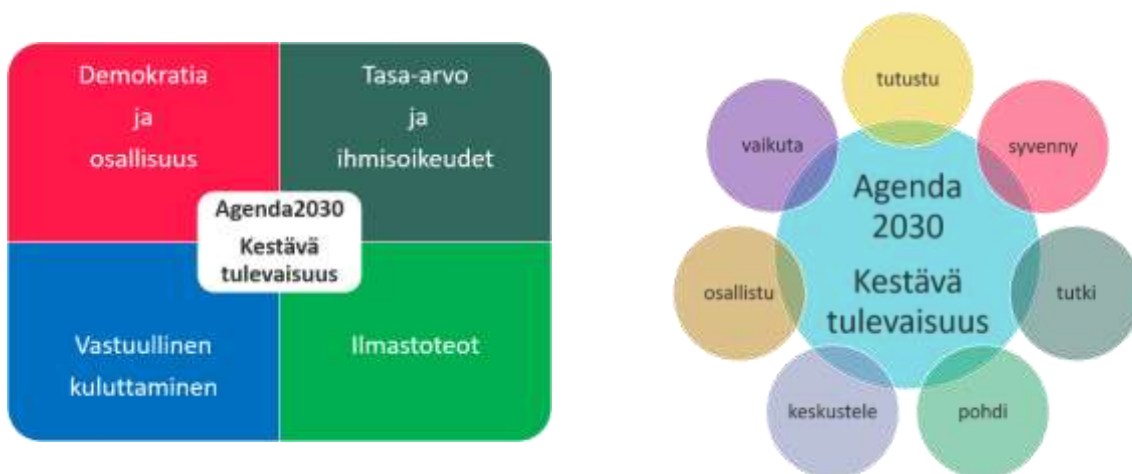 Demokratia
ja
osallisuus
Tasa-arvo
ja
ihmisoikeudet
Agenda2030
Kestävä
tulevaisuus
Vastuullinen
kuluttaminen
Ilmastoteot
tutustu
syvenny
tutki
pohdi
keskustele
osallistu
vaikuta
Agenda
2030
Kestävä
tulevaisuus